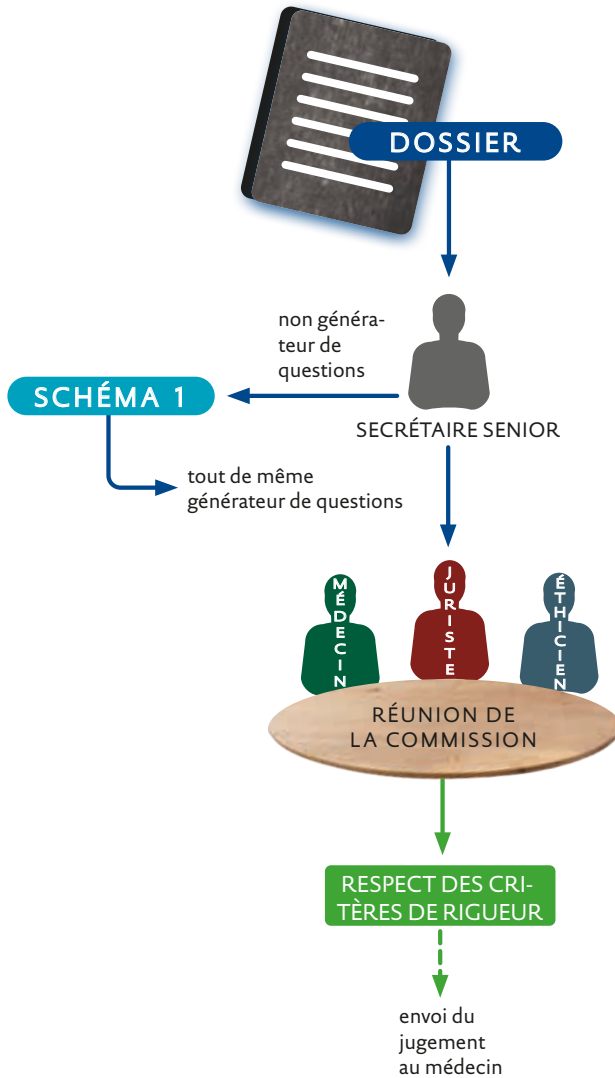 DOSSIER
non généra-
teur de
questions
SCHÉMA 1
SECRÉTAIRE SENIOR
tout de même
générateur de questions
MÉDECIN
JURISTE
ÉTHICIEN
RÉUNION DE
LA COMMISSION
RESPECT DES CRI-
TÈRES DE RIGUEUR
envoi du
jugement
au médecin